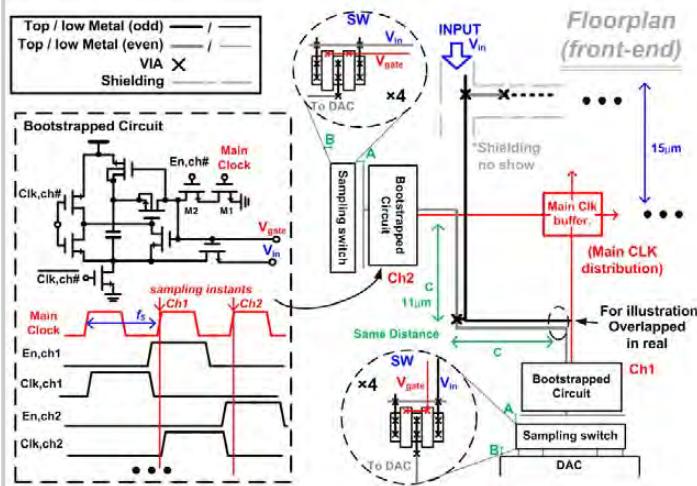 Top / low Metal (odd) /
Top / low Metal (even) /
VIA
Shielding
SW
Vin
Vgate
To DAC
×4
INPUT
Vin
Floorplan
(front-end)
15μm
*Shielding
no show
B
A
Sampling switch
Bootstrapped
Circuit
Ch2
Main Clk
buffer.
(Main CLK
distribution)
C
11μm
Same Distance
C
For illustration
Overlapped
in real
Bootstrapped Circuit
Clk,ch#
En,ch#
Main
Clock
M2
M1
Vgate
Vin
Clk,ch#
sampling instants
Main
Clock
fs
Ch1
Ch2
En,ch1
Clk,ch1
En,ch2
Clk,ch2
SW
×4
Vgate
Vin
To DAC
Ch1
Bootstrapped
Circuit
A
Sampling switch
B
DAC